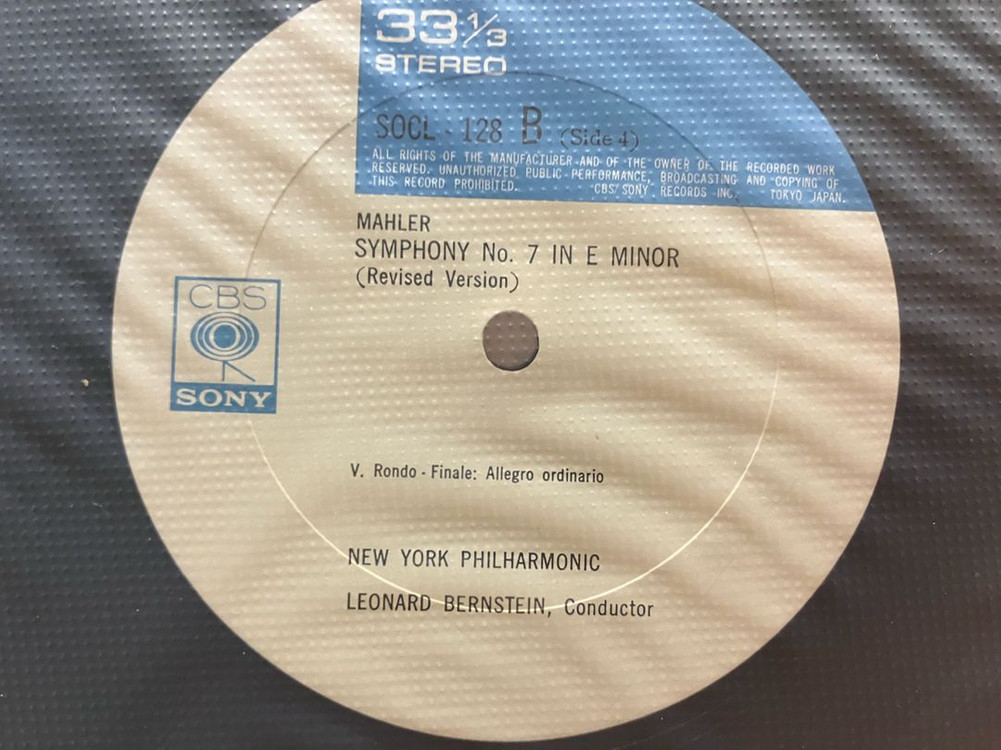 33⅓
STEREO
SOCL - 128 B (Side 4)
ALL RIGHTS OF THE MANUFACTURER AND OF THE OWNER OF THE RECORDED WORK
RESERVED. UNAUTHORIZED PUBLIC PERFORMANCE, BROADCASTING AND COPYING OF
THIS RECORD PROHIBITED. CBS/SONY RECORDS INC. TOKYO JAPAN.
MAHLER
SYMPHONY No. 7 IN E MINOR
(Revised Version)
CBS
SONY
V. Rondo - Finale: Allegro ordinario
NEW YORK PHILHARMONIC
LEONARD BERNSTEIN, Conductor